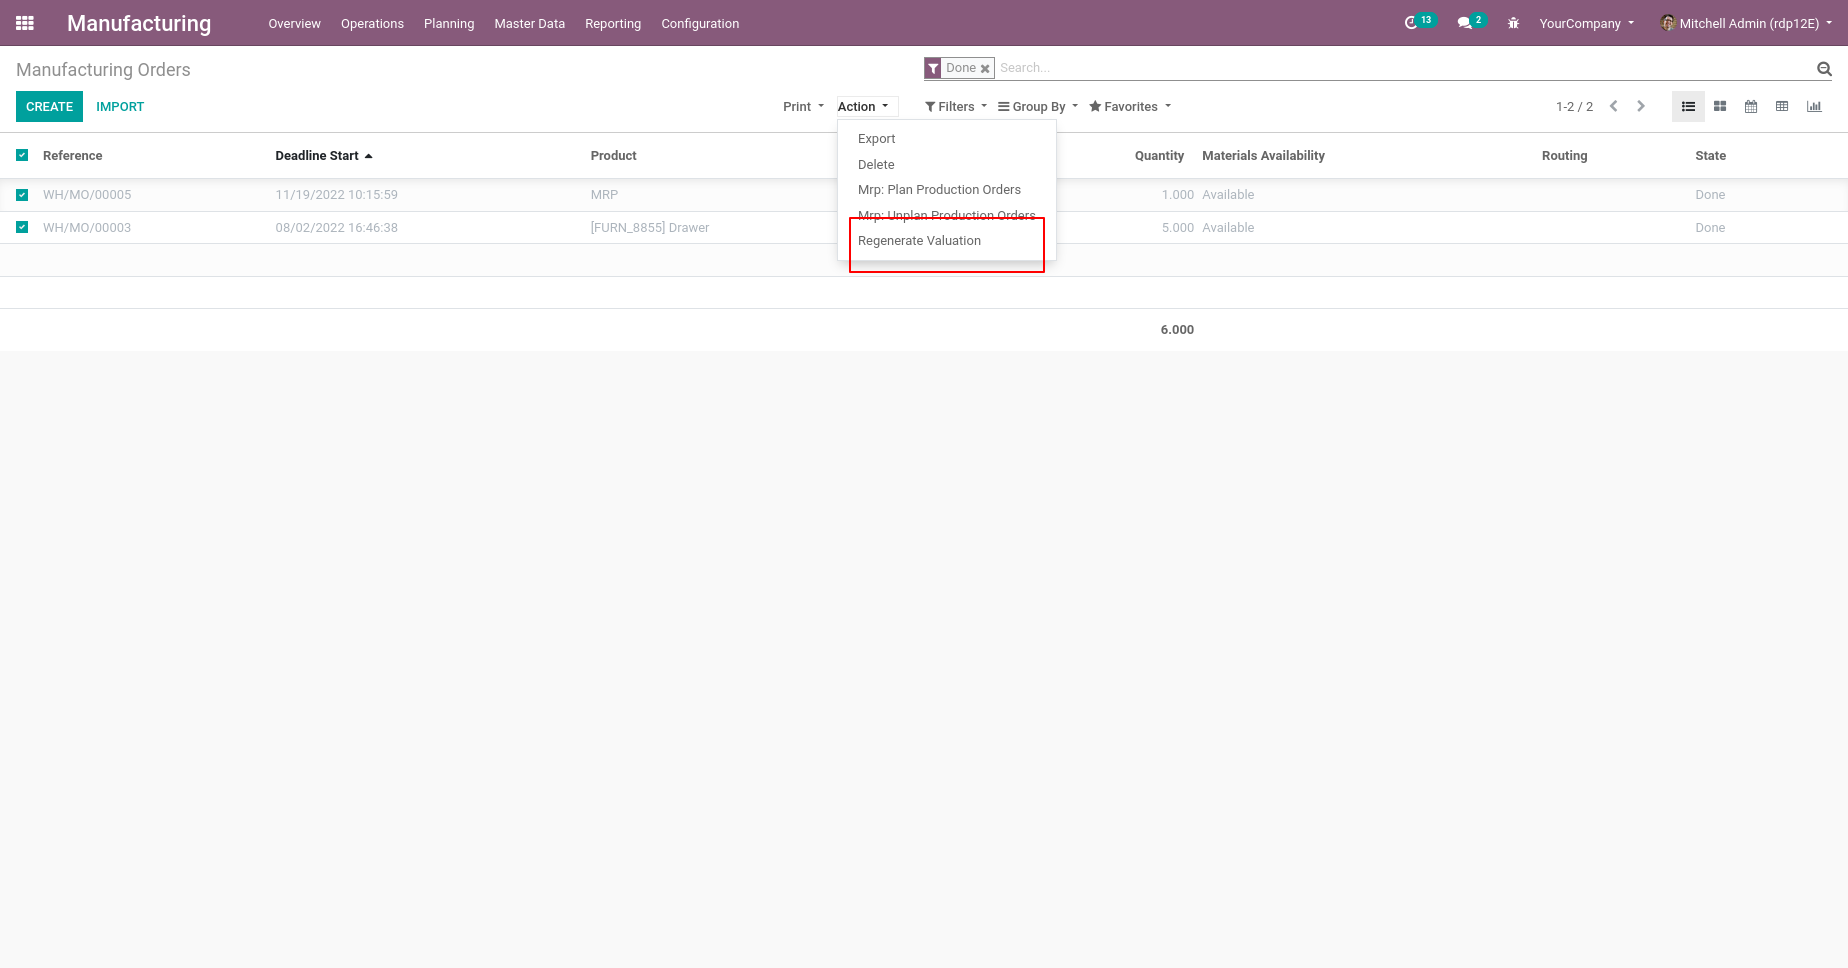 Manufacturing Overview Operations Planning Master Data Reporting Configuration 13 2 YourCompany Mitchell Admin (rdp12E)
Manufacturing Orders Done Search...
CREATE IMPORT Print Action Filters Group By Favorites 1-2 / 2
Export
Delete
Mrp: Plan Production Orders
Mrp: Unplan Production Orders
Regenerate Valuation
Reference Deadline Start Product Quantity Materials Availability Routing State
WH/MO/00005 11/19/2022 10:15:59 MRP 1.000 Available Done
WH/MO/00003 08/02/2022 16:46:38 [FURN_8855] Drawer 5.000 Available Done
6.000